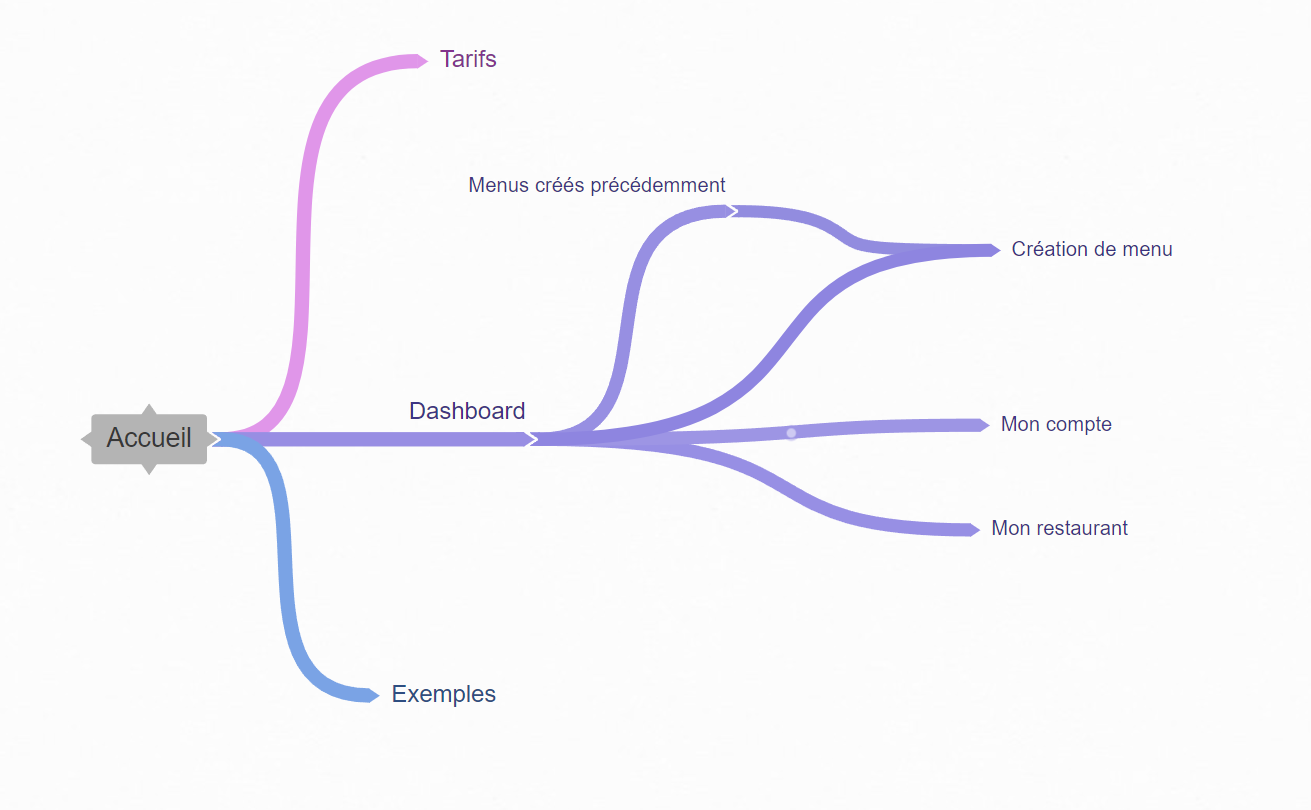 Tarifs
Menus créés précédemment
Création de menu
Dashboard
Accueil
Mon compte
Mon restaurant
Exemples